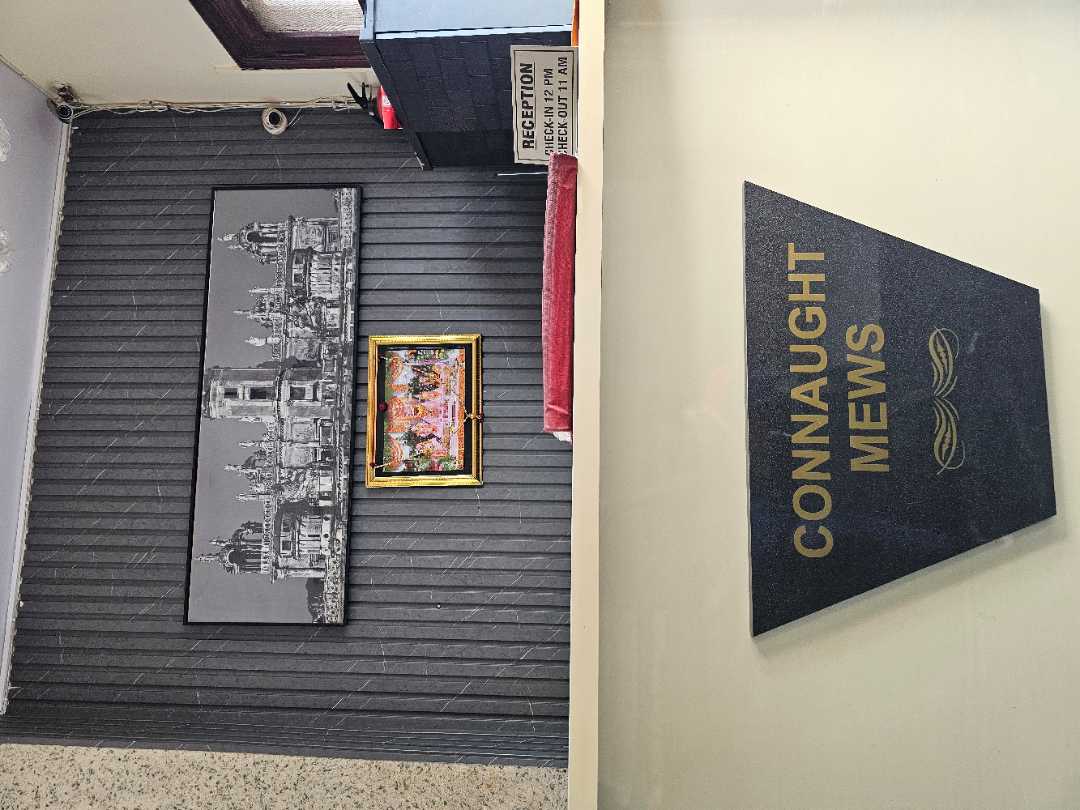 RECEPTION
CHECK-IN 12 PM
CHECK-OUT 11 AM
CONNAUGHT
MEWS